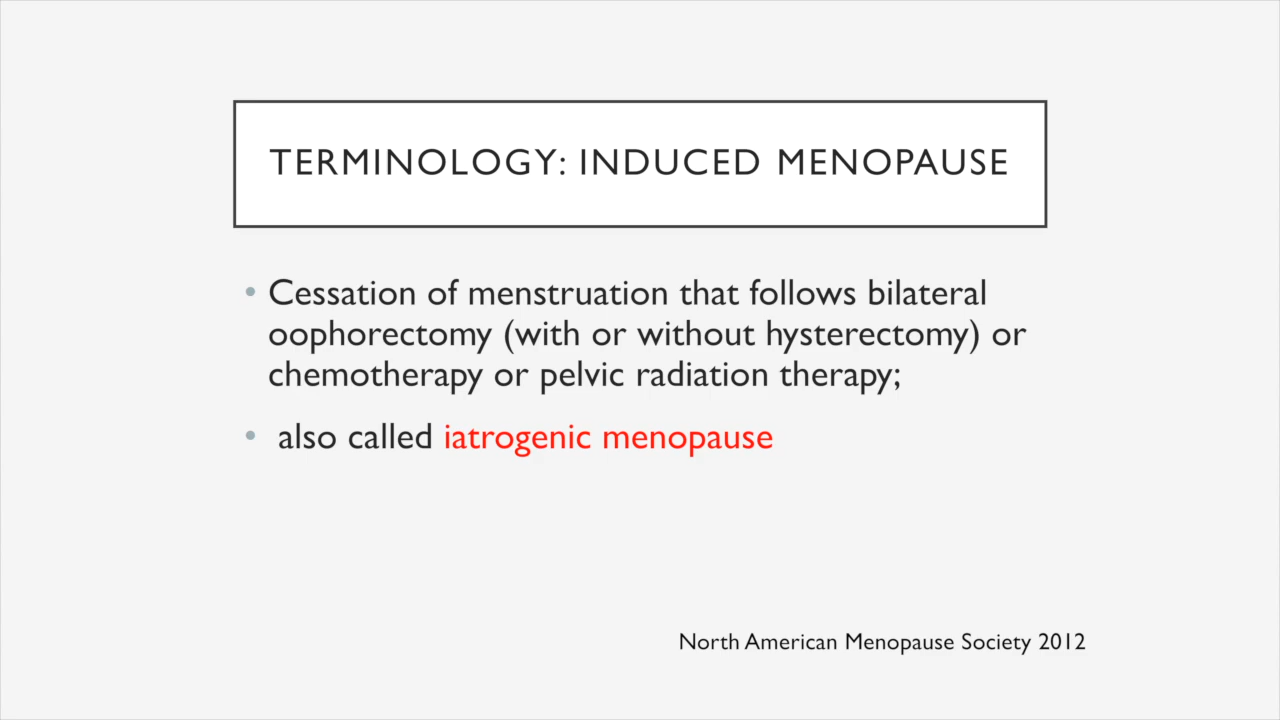 TERMINOLOGY: INDUCED MENOPAUSE
• Cessation of menstruation that follows bilateral
oophorectomy (with or without hysterectomy) or
chemotherapy or pelvic radiation therapy;
• also called iatrogenic menopause
North American Menopause Society 2012